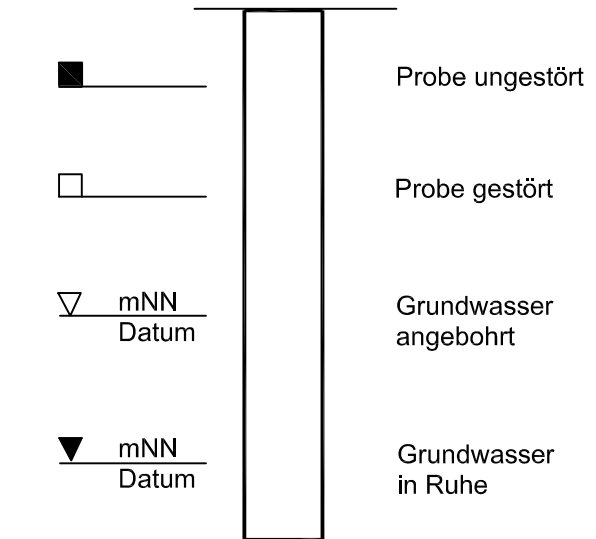 Probe ungestört
Probe gestört
mNN
Datum
Grundwasser
angebohrt
mNN
Datum
Grundwasser
in Ruhe